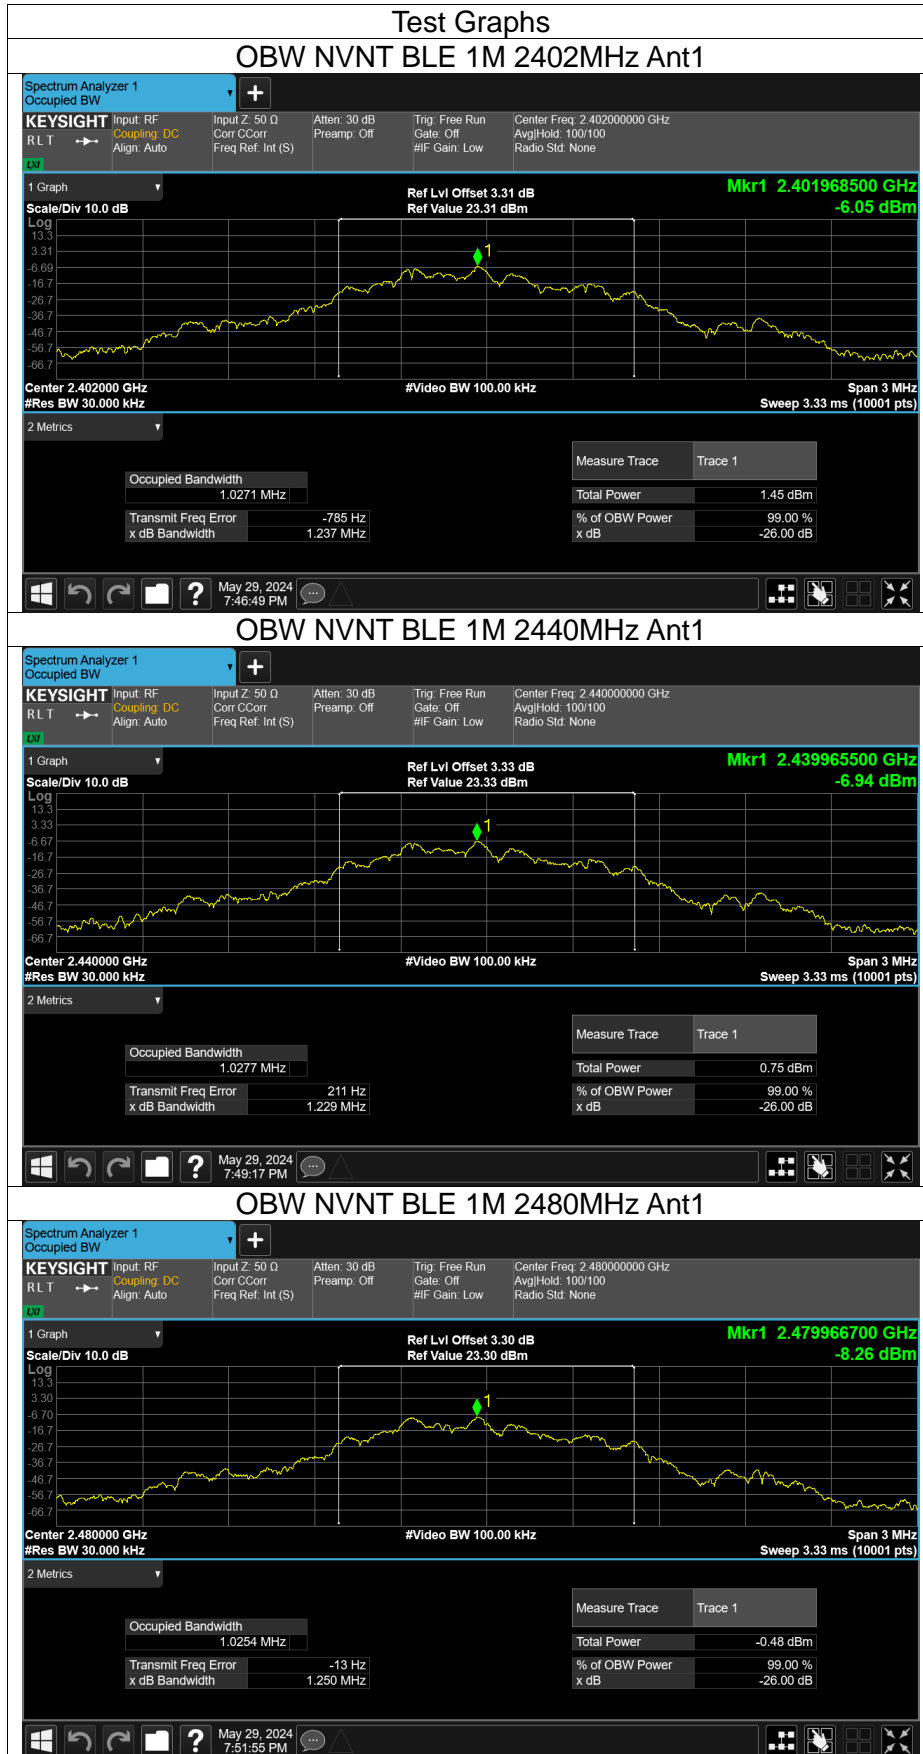 Test Graphs
OBW NVNT BLE 1M 2402MHz Ant1
Spectrum Analyzer 1
Occupied BW
+
KEYSIGHT
R L T
LXI
Input: RF
Coupling: DC
Align: Auto
Input Z: 50 Ω
Corr CCorr
Freq Ref: Int (S)
Atten: 30 dB
Preamp: Off
Trig: Free Run
Gate: Off
#IF Gain: Low
Center Freq: 2.402000000 GHz
Avg|Hold: 100/100
Radio Std: None
1 Graph
Scale/Div 10.0 dB
Ref Lvl Offset 3.31 dB
Ref Value 23.31 dBm
Mkr1 2.401968500 GHz
-6.05 dBm
Log
13.3
3.31
-6.69
-16.7
-26.7
-36.7
-46.7
-56.7
-66.7
1
Center 2.402000 GHz
#Res BW 30.000 kHz
#Video BW 100.00 kHz
Span 3 MHz
Sweep 3.33 ms (10001 pts)
2 Metrics
Measure Trace Trace 1
Occupied Bandwidth
1.0271 MHz
Total Power 1.45 dBm
Transmit Freq Error -785 Hz
x dB Bandwidth 1.237 MHz
% of OBW Power 99.00 %
x dB -26.00 dB
?
May 29, 2024
7:46:49 PM
OBW NVNT BLE 1M 2440MHz Ant1
Spectrum Analyzer 1
Occupied BW
+
KEYSIGHT
R L T
LXI
Input: RF
Coupling: DC
Align: Auto
Input Z: 50 Ω
Corr CCorr
Freq Ref: Int (S)
Atten: 30 dB
Preamp: Off
Trig: Free Run
Gate: Off
#IF Gain: Low
Center Freq: 2.440000000 GHz
Avg|Hold: 100/100
Radio Std: None
1 Graph
Scale/Div 10.0 dB
Ref Lvl Offset 3.33 dB
Ref Value 23.33 dBm
Mkr1 2.439965500 GHz
-6.94 dBm
Log
13.3
3.33
-6.67
-16.7
-26.7
-36.7
-46.7
-56.7
-66.7
1
Center 2.440000 GHz
#Res BW 30.000 kHz
#Video BW 100.00 kHz
Span 3 MHz
Sweep 3.33 ms (10001 pts)
2 Metrics
Measure Trace Trace 1
Occupied Bandwidth
1.0277 MHz
Total Power 0.75 dBm
Transmit Freq Error 211 Hz
x dB Bandwidth 1.229 MHz
% of OBW Power 99.00 %
x dB -26.00 dB
?
May 29, 2024
7:49:17 PM
OBW NVNT BLE 1M 2480MHz Ant1
Spectrum Analyzer 1
Occupied BW
+
KEYSIGHT
R L T
LXI
Input: RF
Coupling: DC
Align: Auto
Input Z: 50 Ω
Corr CCorr
Freq Ref: Int (S)
Atten: 30 dB
Preamp: Off
Trig: Free Run
Gate: Off
#IF Gain: Low
Center Freq: 2.480000000 GHz
Avg|Hold: 100/100
Radio Std: None
1 Graph
Scale/Div 10.0 dB
Ref Lvl Offset 3.30 dB
Ref Value 23.30 dBm
Mkr1 2.479966700 GHz
-8.26 dBm
Log
13.3
3.30
-6.70
-16.7
-26.7
-36.7
-46.7
-56.7
-66.7
1
Center 2.480000 GHz
#Res BW 30.000 kHz
#Video BW 100.00 kHz
Span 3 MHz
Sweep 3.33 ms (10001 pts)
2 Metrics
Measure Trace Trace 1
Occupied Bandwidth
1.0254 MHz
Total Power -0.48 dBm
Transmit Freq Error -13 Hz
x dB Bandwidth 1.250 MHz
% of OBW Power 99.00 %
x dB -26.00 dB
?
May 29, 2024
7:51:55 PM